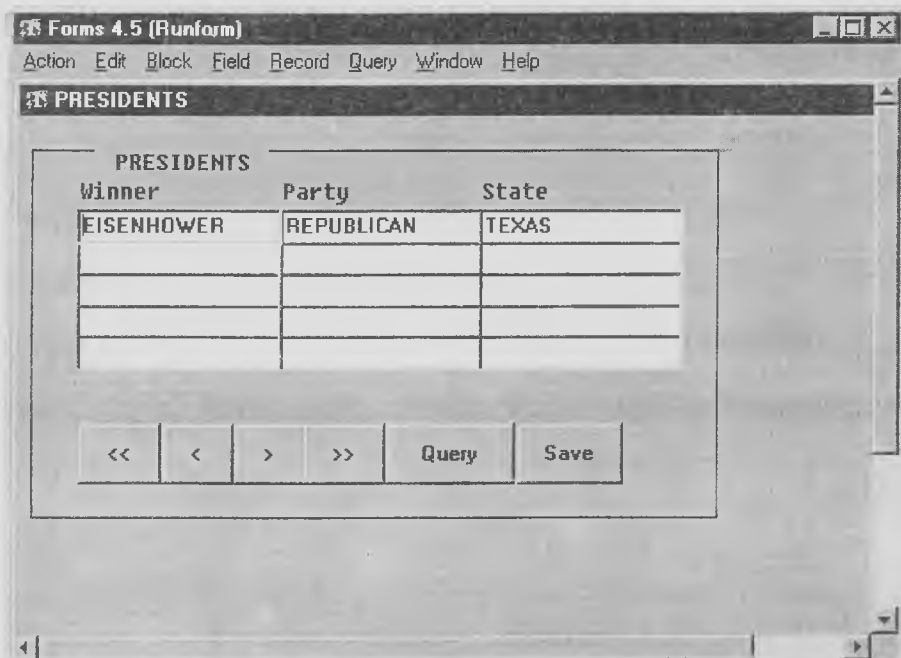 Forms 4.5 (Runform)
Action Edit Block Field Record Query Window Help
PRESIDENTS
PRESIDENTS
Winner Party State
EISENHOWER REPUBLICAN TEXAS
<< < > >> Query Save